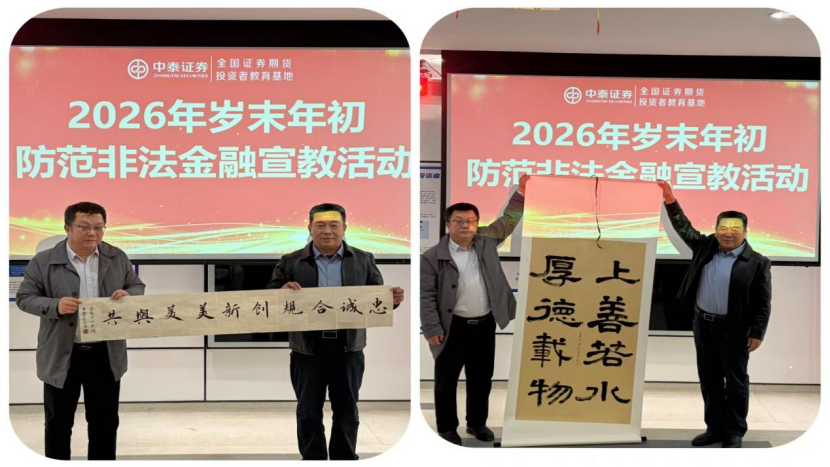 中泰证券
ZHONGTAI SECURITIES
全国证券期货
投资者教育基地
2026年岁末年初
防范非法金融宣教活动
忠诚合規创新美美與共
中泰证券
ZHONGTAI SECURITIES
全国证券期货
投资者教育基地
2026年岁末年初
防范非法金融宣教活动
上善若水
厚德載物